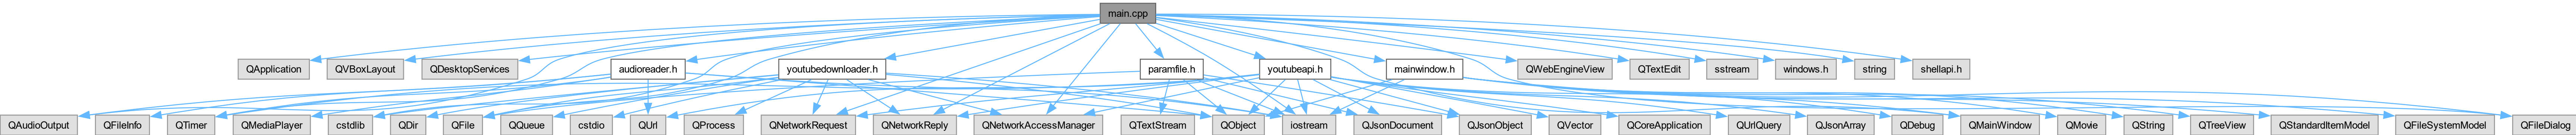 main.cpp
QApplication
QVBoxLayout
QDesktopServices
audioreader.h
youtubedownloader.h
paramfile.h
youtubeapi.h
mainwindow.h
QWebEngineView
QTextEdit
sstream
windows.h
string
shellapi.h
QAudioOutput
QFileInfo
QTimer
QMediaPlayer
cstdlib
QDir
QFile
QQueue
cstdio
QUrl
QProcess
QNetworkRequest
QNetworkReply
QNetworkAccessManager
QTextStream
QObject
iostream
QJsonDocument
QJsonObject
QVector
QCoreApplication
QUrlQuery
QJsonArray
QDebug
QMainWindow
QMovie
QString
QTreeView
QStandardItemModel
QFileSystemModel
QFileDialog